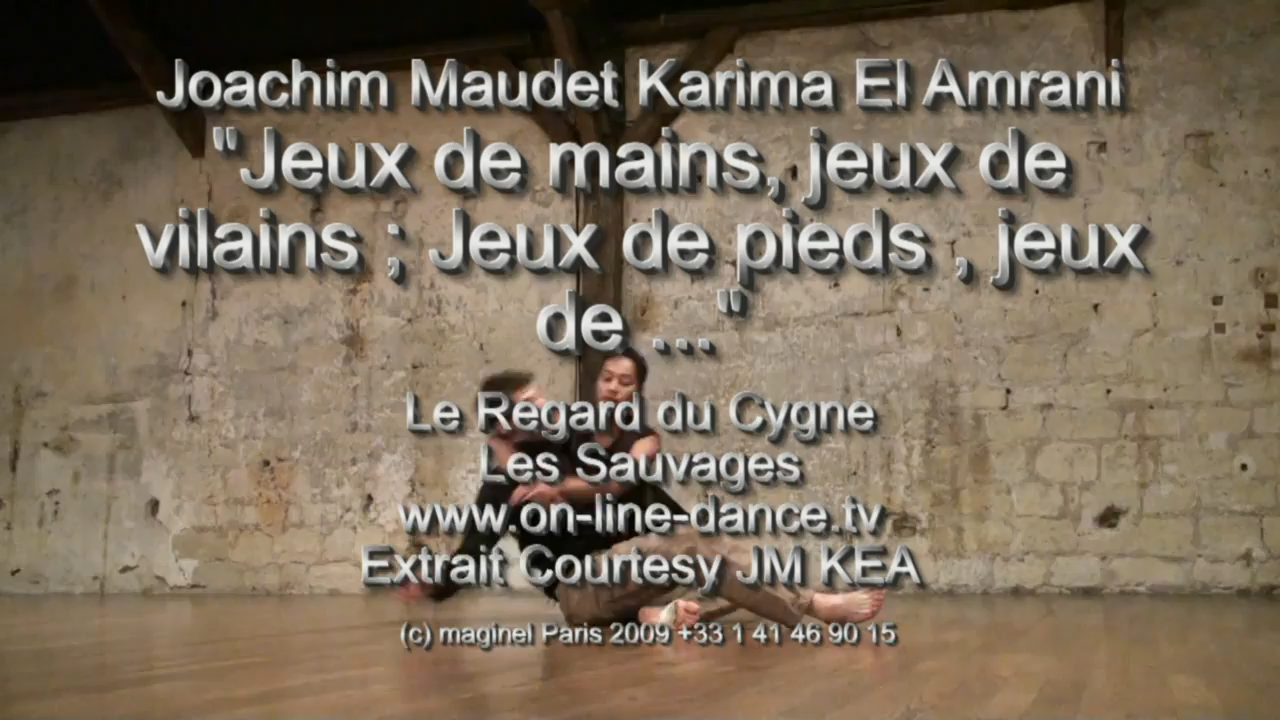 Joachim Maudet Karima El Amrani
"Jeux de mains, jeux de
vilains ; Jeux de pieds , jeux
de ..."
Le Regard du Cygne
Les Sauvages
www.on-line-dance.tv
Extrait Courtesy JM KEA
(c) maginel Paris 2009 +33 1 41 46 90 15